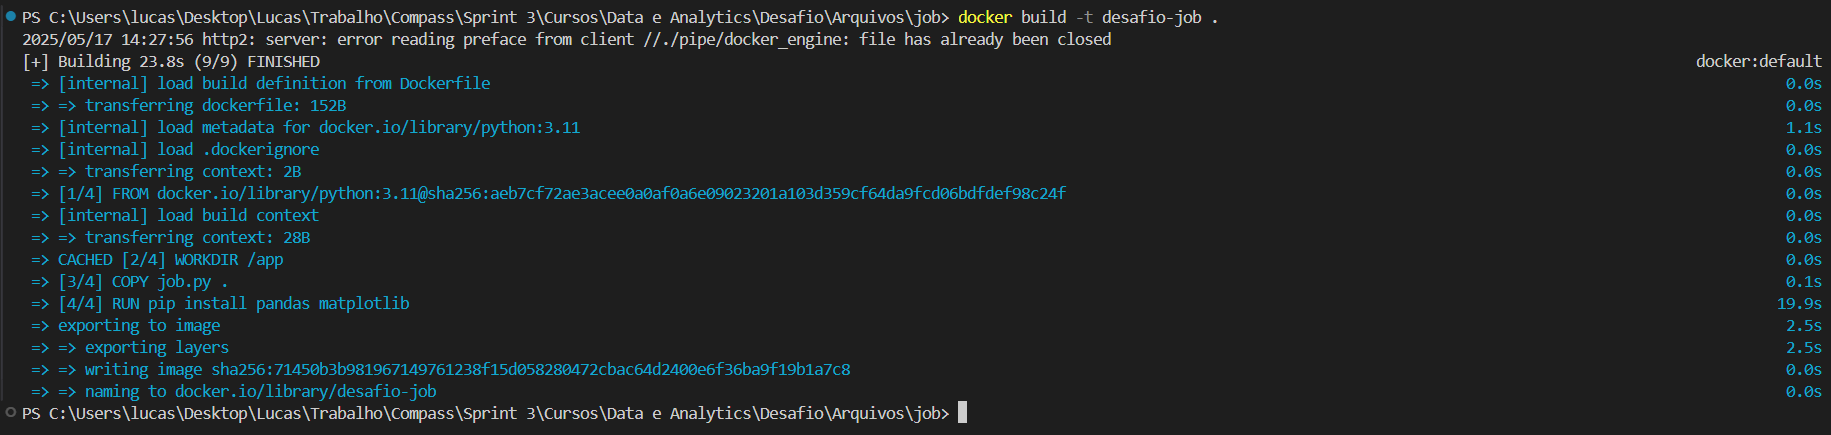 PS C:\Users\lucas\Desktop\Lucas\Trabalho\Compass\Sprint 3\Cursos\Data e Analytics\Desafio\Arquivos\job> docker build -t desafio-job .
2025/05/17 14:27:56 http2: server: error reading preface from client //./pipe/docker_engine: file has already been closed
[+] Building 23.8s (9/9) FINISHED docker:default
=> [internal] load build definition from Dockerfile 0.0s
=> => transferring dockerfile: 152B 0.0s
=> [internal] load metadata for docker.io/library/python:3.11 1.1s
=> [internal] load .dockerignore 0.0s
=> => transferring context: 2B 0.0s
=> [1/4] FROM docker.io/library/python:3.11@sha256:aeb7cf72ae3acee0a0af0a6e09023201a103d359cf64da9fcd06bdfdef98c24f 0.0s
=> [internal] load build context 0.0s
=> => transferring context: 28B 0.0s
=> CACHED [2/4] WORKDIR /app 0.0s
=> [3/4] COPY job.py . 0.1s
=> [4/4] RUN pip install pandas matplotlib 19.9s
=> exporting to image 2.5s
=> => exporting layers 2.5s
=> => writing image sha256:71450b3b981967149761238f15d058280472cbac64d2400e6f36ba9f19b1a7c8 0.0s
=> => naming to docker.io/library/desafio-job 0.0s
PS C:\Users\lucas\Desktop\Lucas\Trabalho\Compass\Sprint 3\Cursos\Data e Analytics\Desafio\Arquivos\job>